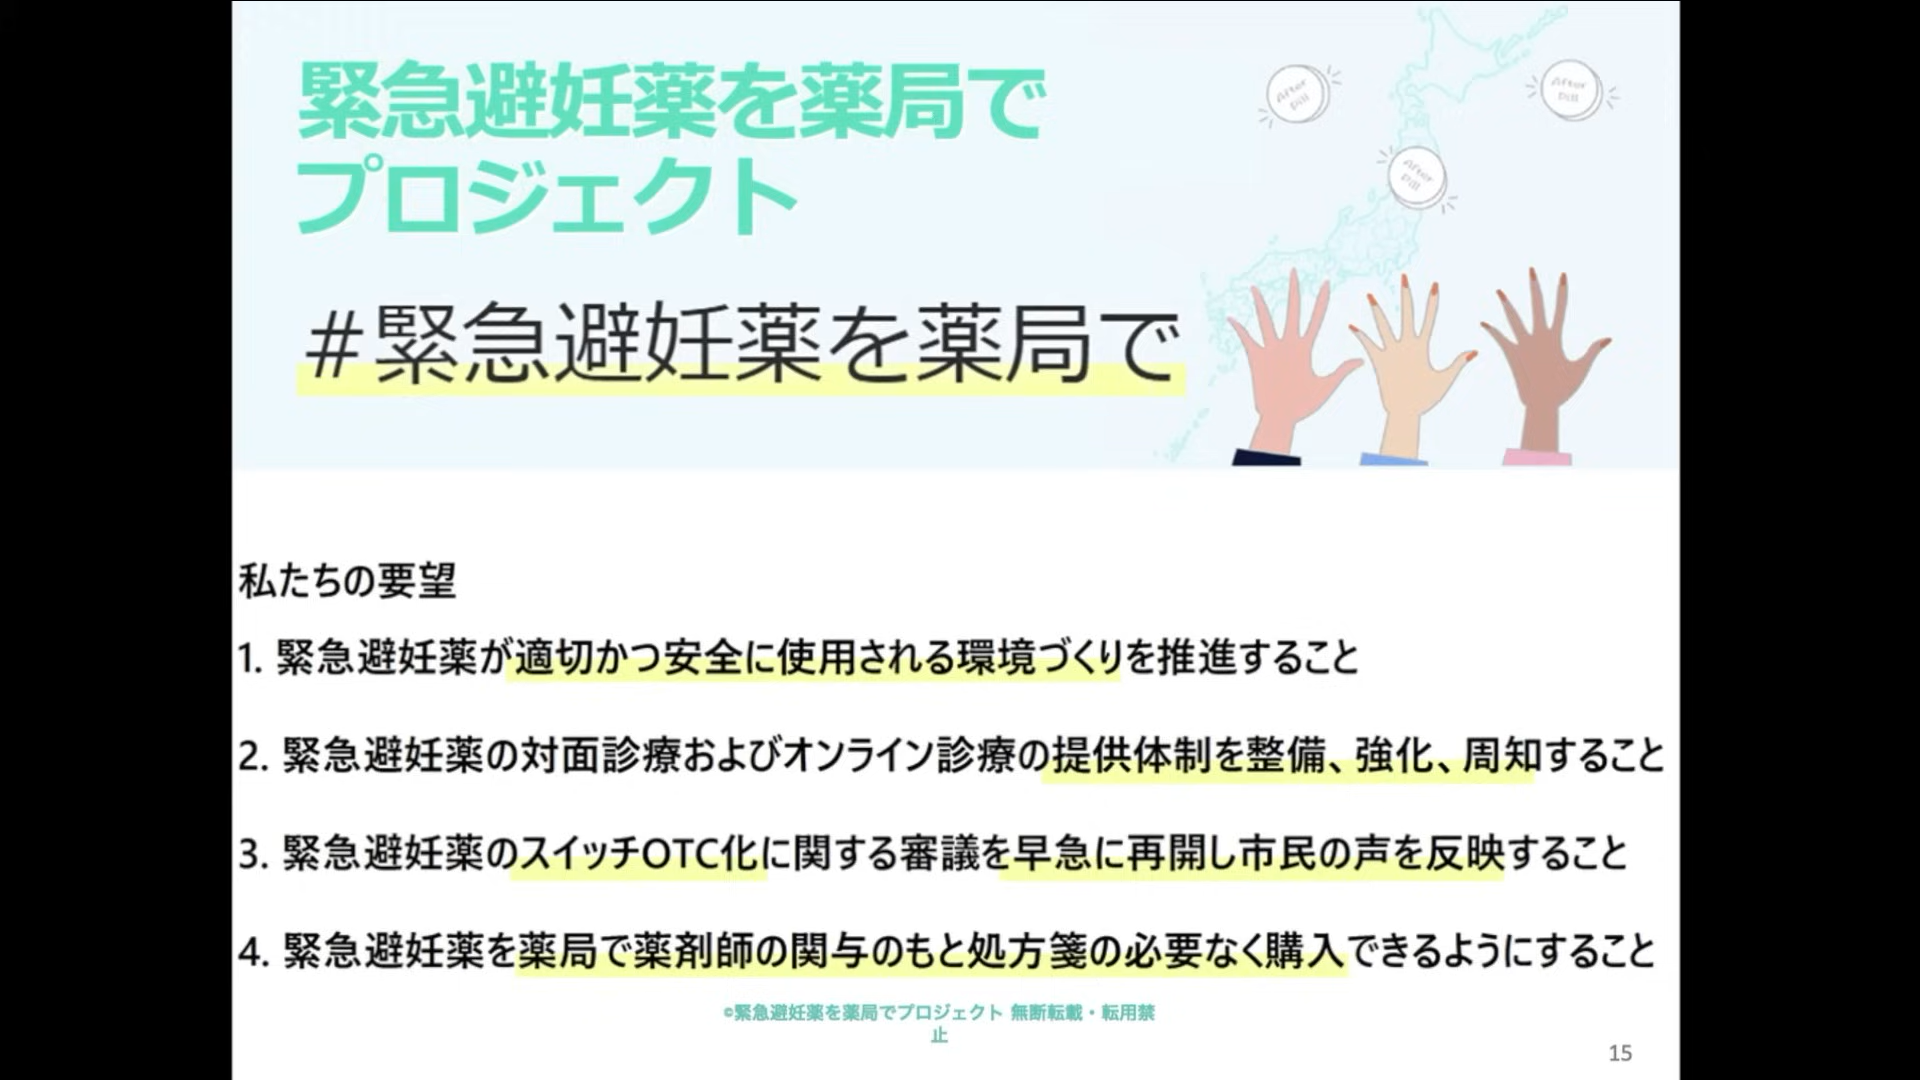 緊急避妊薬を薬局で
プロジェクト
#緊急避妊薬を薬局で
After
pill
After
pill
After
pill
私たちの要望
1. 緊急避妊薬が適切かつ安全に使用される環境づくりを推進すること
2. 緊急避妊薬の対面診療およびオンライン診療の提供体制を整備、強化、周知すること
3. 緊急避妊薬のスイッチOTC化に関する審議を早急に再開し市民の声を反映すること
4. 緊急避妊薬を薬局で薬剤師の関与のもと処方箋の必要なく購入できるようにすること
©緊急避妊薬を薬局でプロジェクト 無断転載・転用禁
止
15